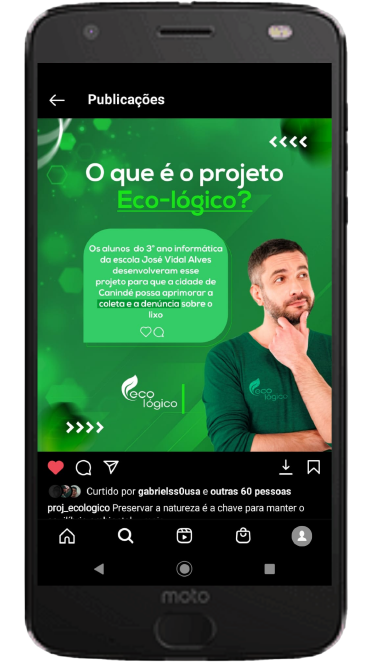 Publicações
<<<<
O que é o projeto
Eco-lógico?
Os alunos do 3° ano informática
da escola José Vidal Alves
desenvolveram esse
projeto para que a cidade de
Canindé possa aprimorar a
coleta e a denúncia sobre o
lixo
eco
lógico
eco
lógico
>>>>
Curtido por gabrielss0usa e outras 60 pessoas
proj_ecologico Preservar a natureza é a chave para manter o
moto